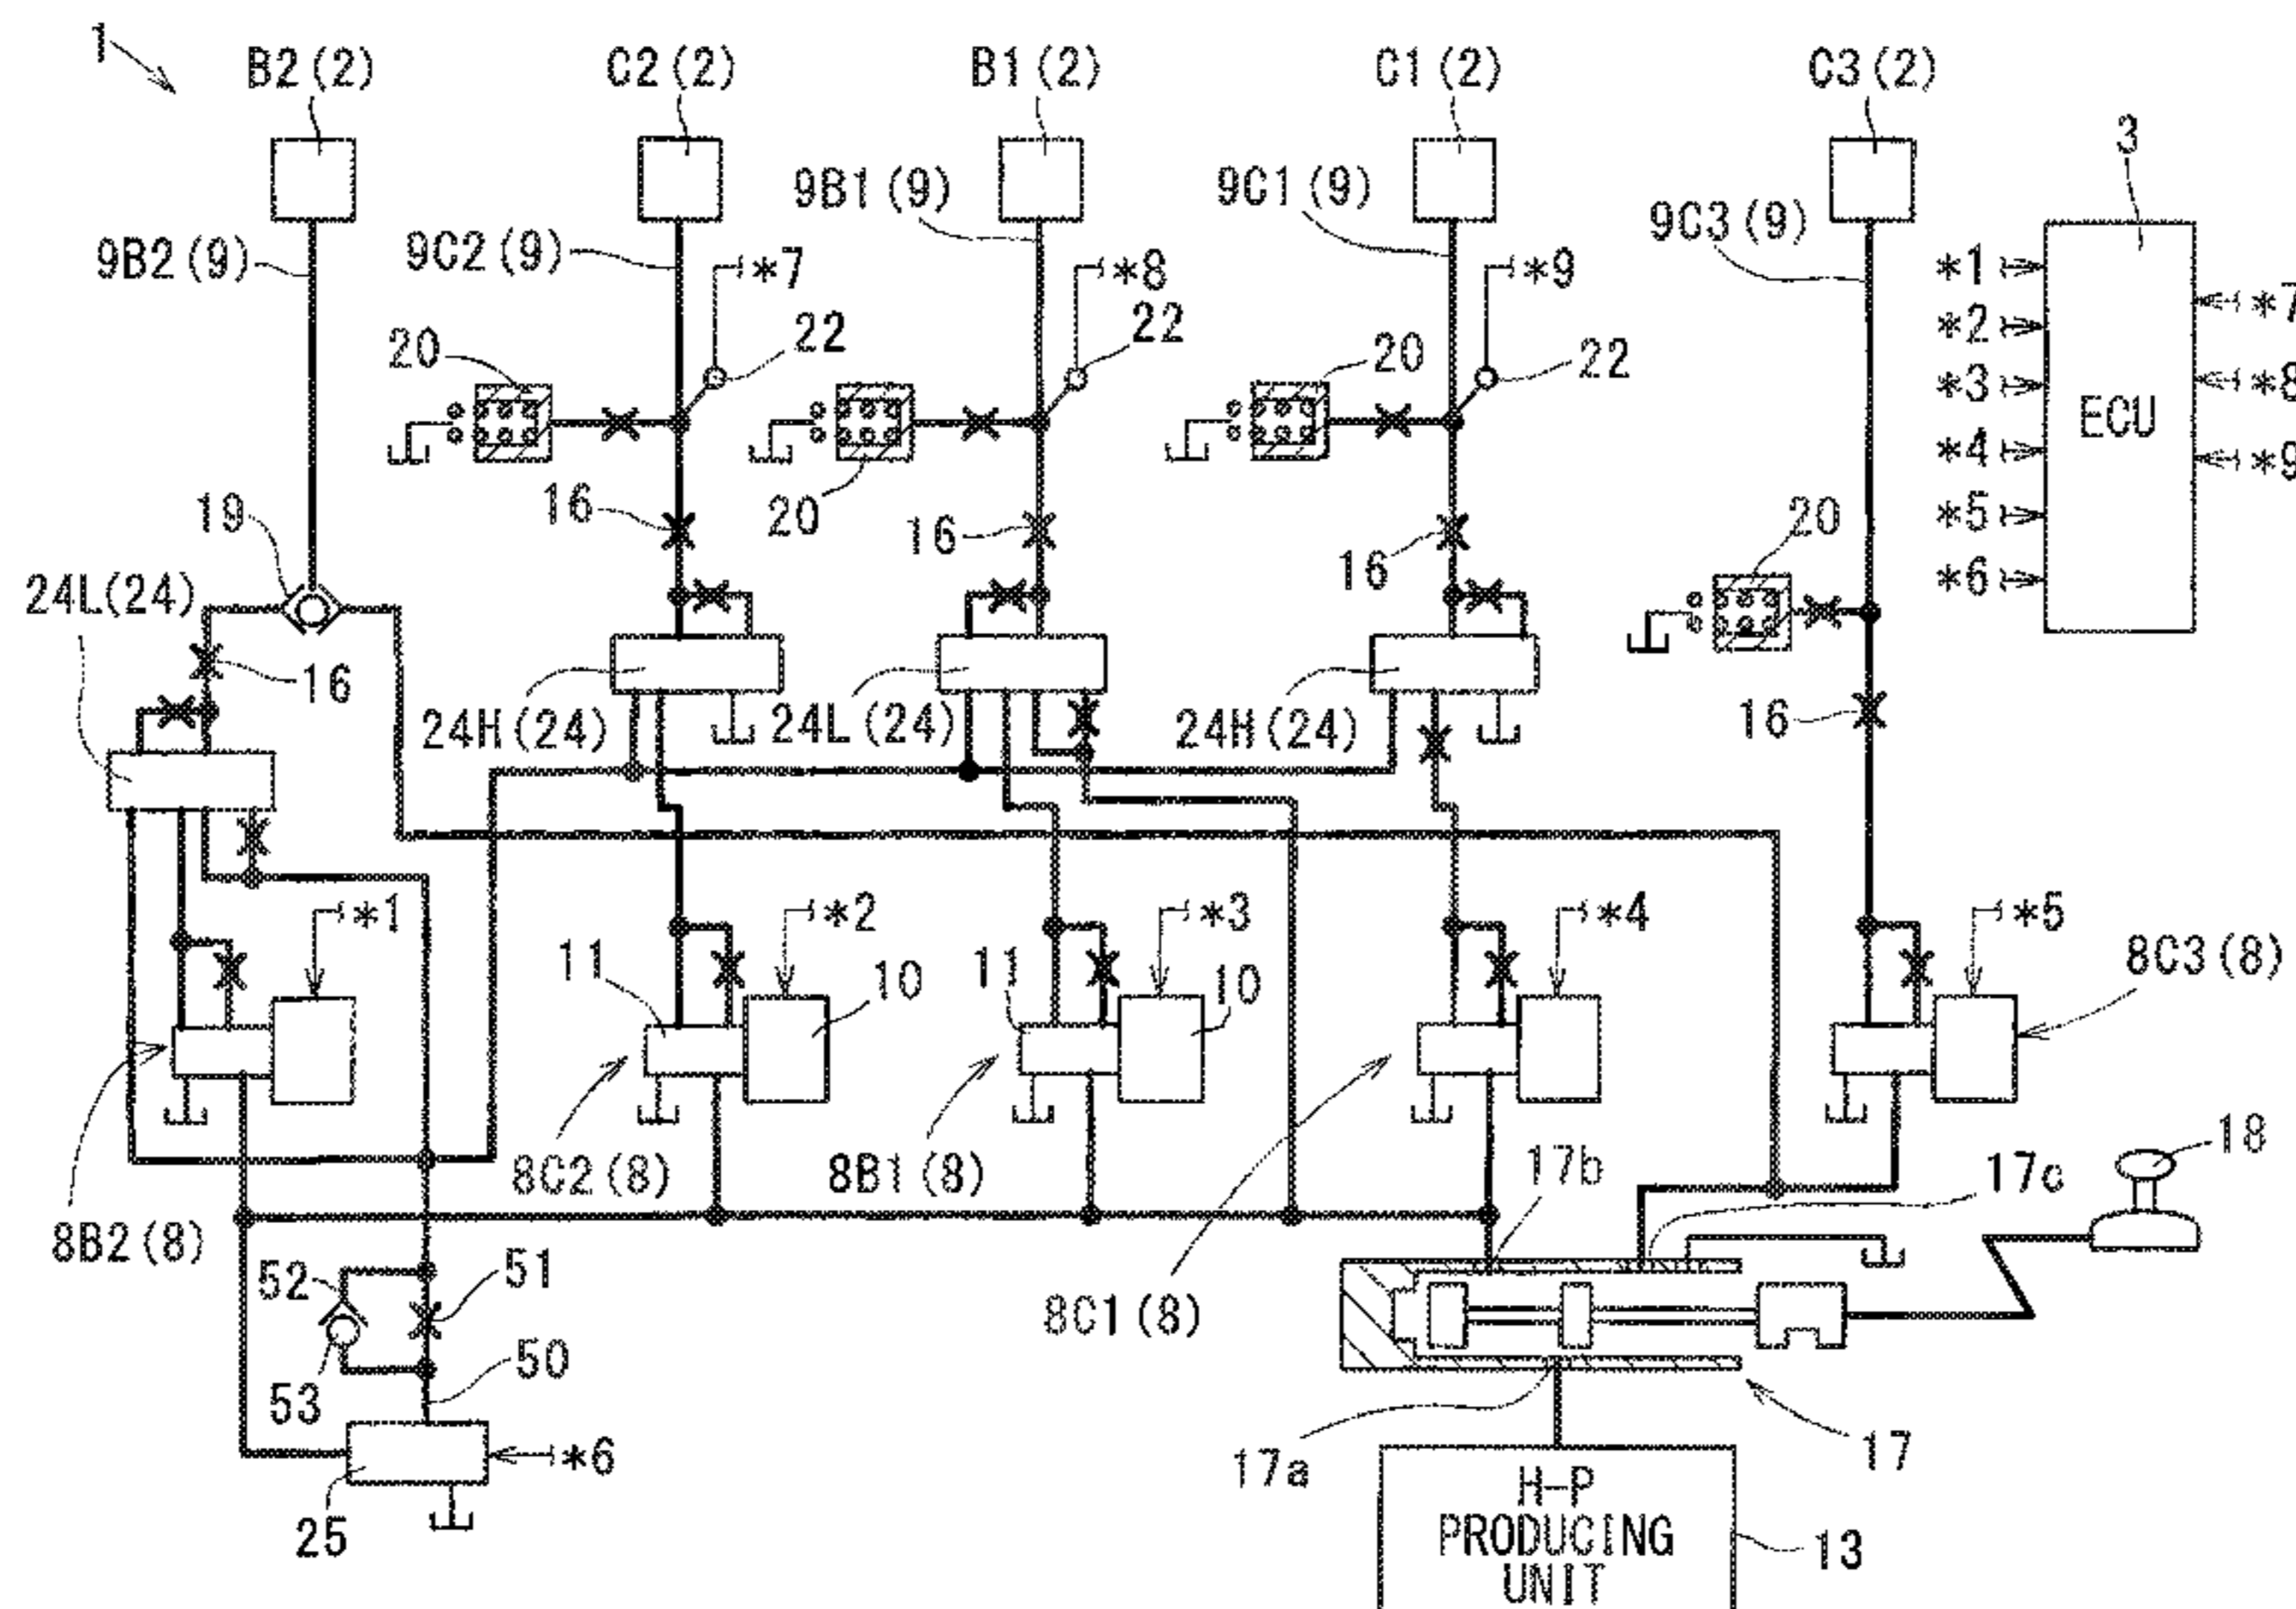 1
B2(2) C2(2) B1(2) C1(2) C3(2)
3
9B1(9) 9C1(9)
9B2(9) 9C2(9) 9C3(9)
*7 *8 *9 *1
*7
*2
20 22 20 22 20 22
*3 *8
ECU
*4 *9
19 16 20 16 16 20 *5
*6
24L(24)
16
24H(24) 24L(24) 24H(24) 16
*1 *2 *3 *4 *5
11 10 11 10 8C3(8)
18
8C2(8) 8B1(8) 17b 17c
8B2(8)
52 51
8C1(8)
50
53
*6 17a 17
25
H-P
PRODUCING
UNIT
13